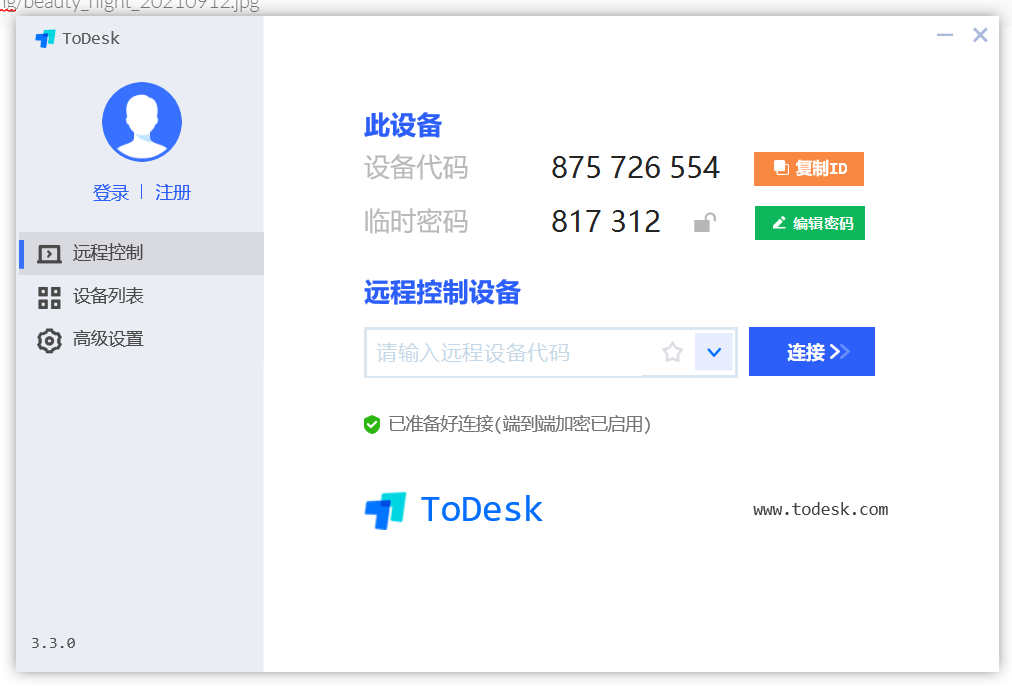 ng/beauty_night_20210912.jpg
ToDesk
登录 | 注册
远程控制
设备列表
高级设置
3.3.0
此设备
设备代码 875 726 554 复制ID
临时密码 817 312 编辑密码
远程控制设备
请输入远程设备代码 连接
已准备好连接(端到端加密已启用)
ToDesk www.todesk.com